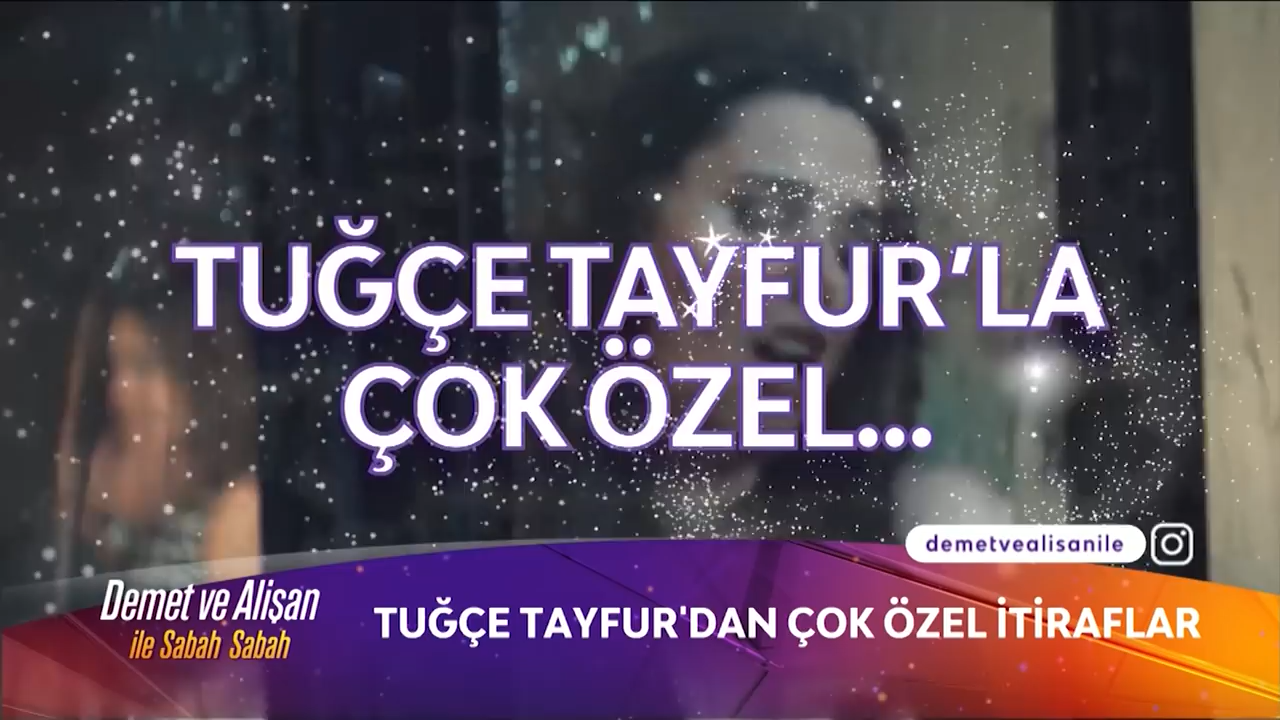 TUĞÇE TAYFUR’LA
ÇOK ÖZEL...
demetvealisanile
Demet ve Alişan
ile Sabah Sabah
TUĞÇE TAYFUR'DAN ÇOK ÖZEL İTİRAFLAR